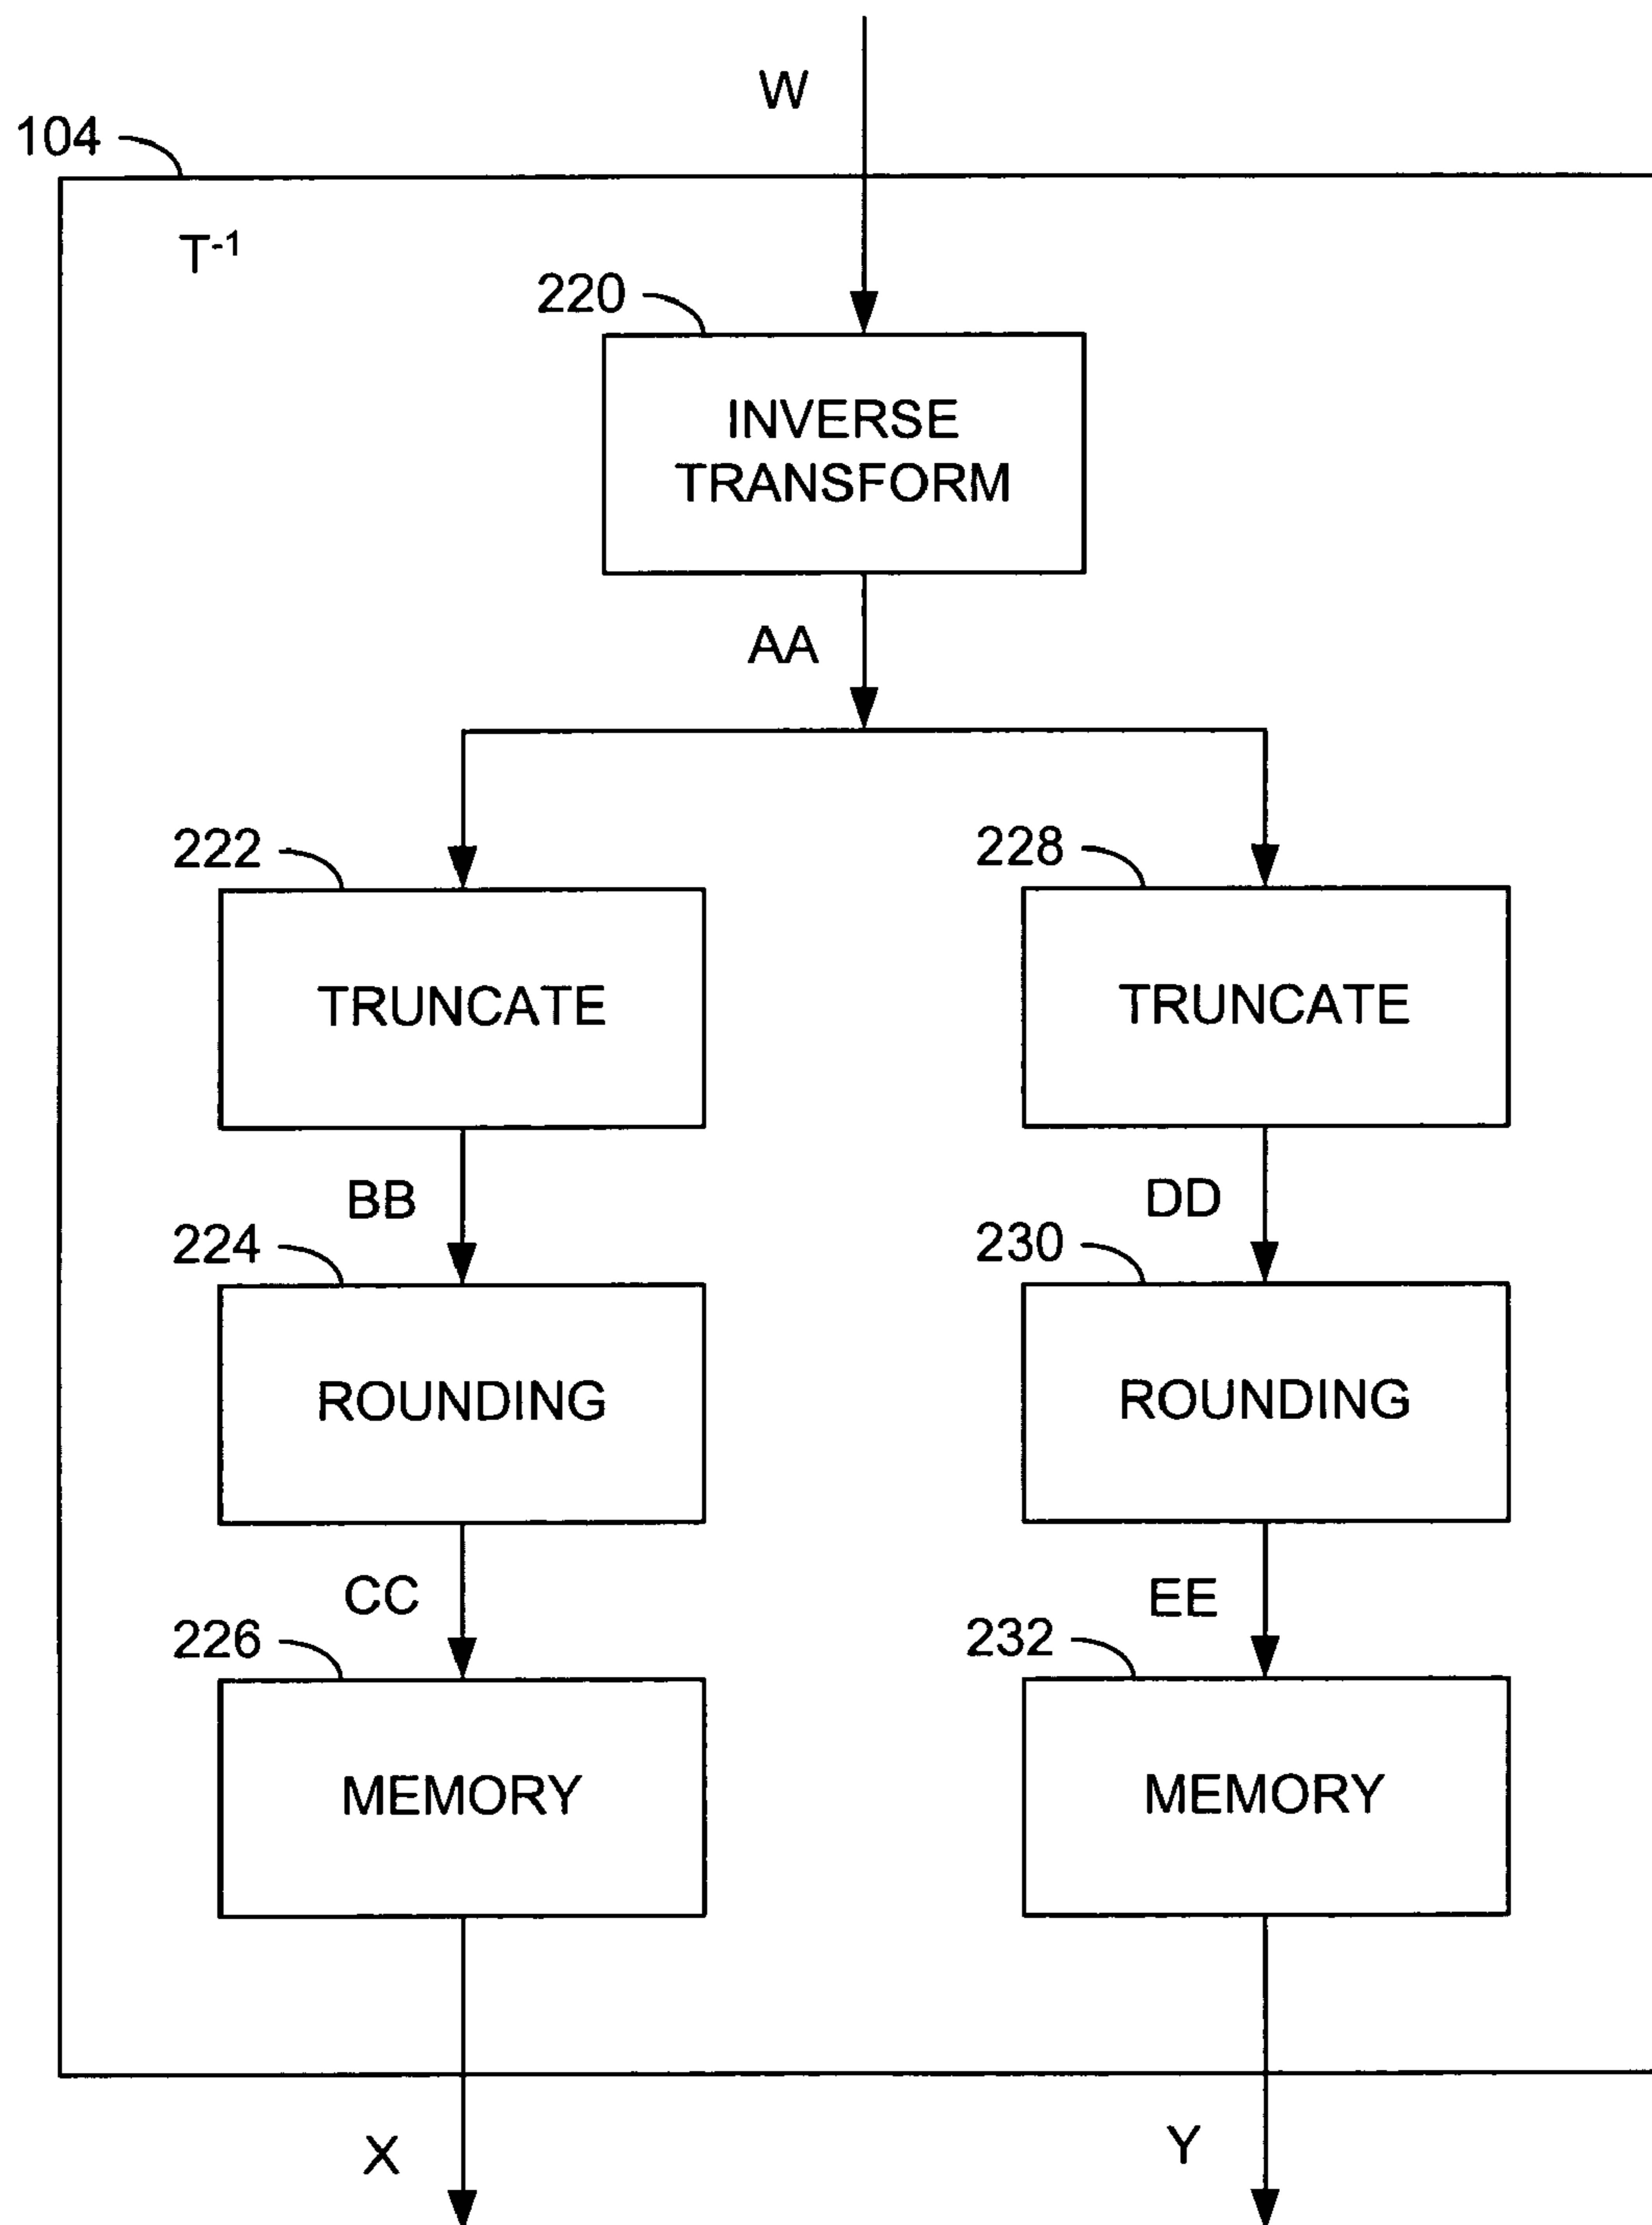 W
104
T-1
220
INVERSE
TRANSFORM
AA
222
228
TRUNCATE
TRUNCATE
BB
DD
224
230
ROUNDING
ROUNDING
CC
EE
226
232
MEMORY
MEMORY
X
Y